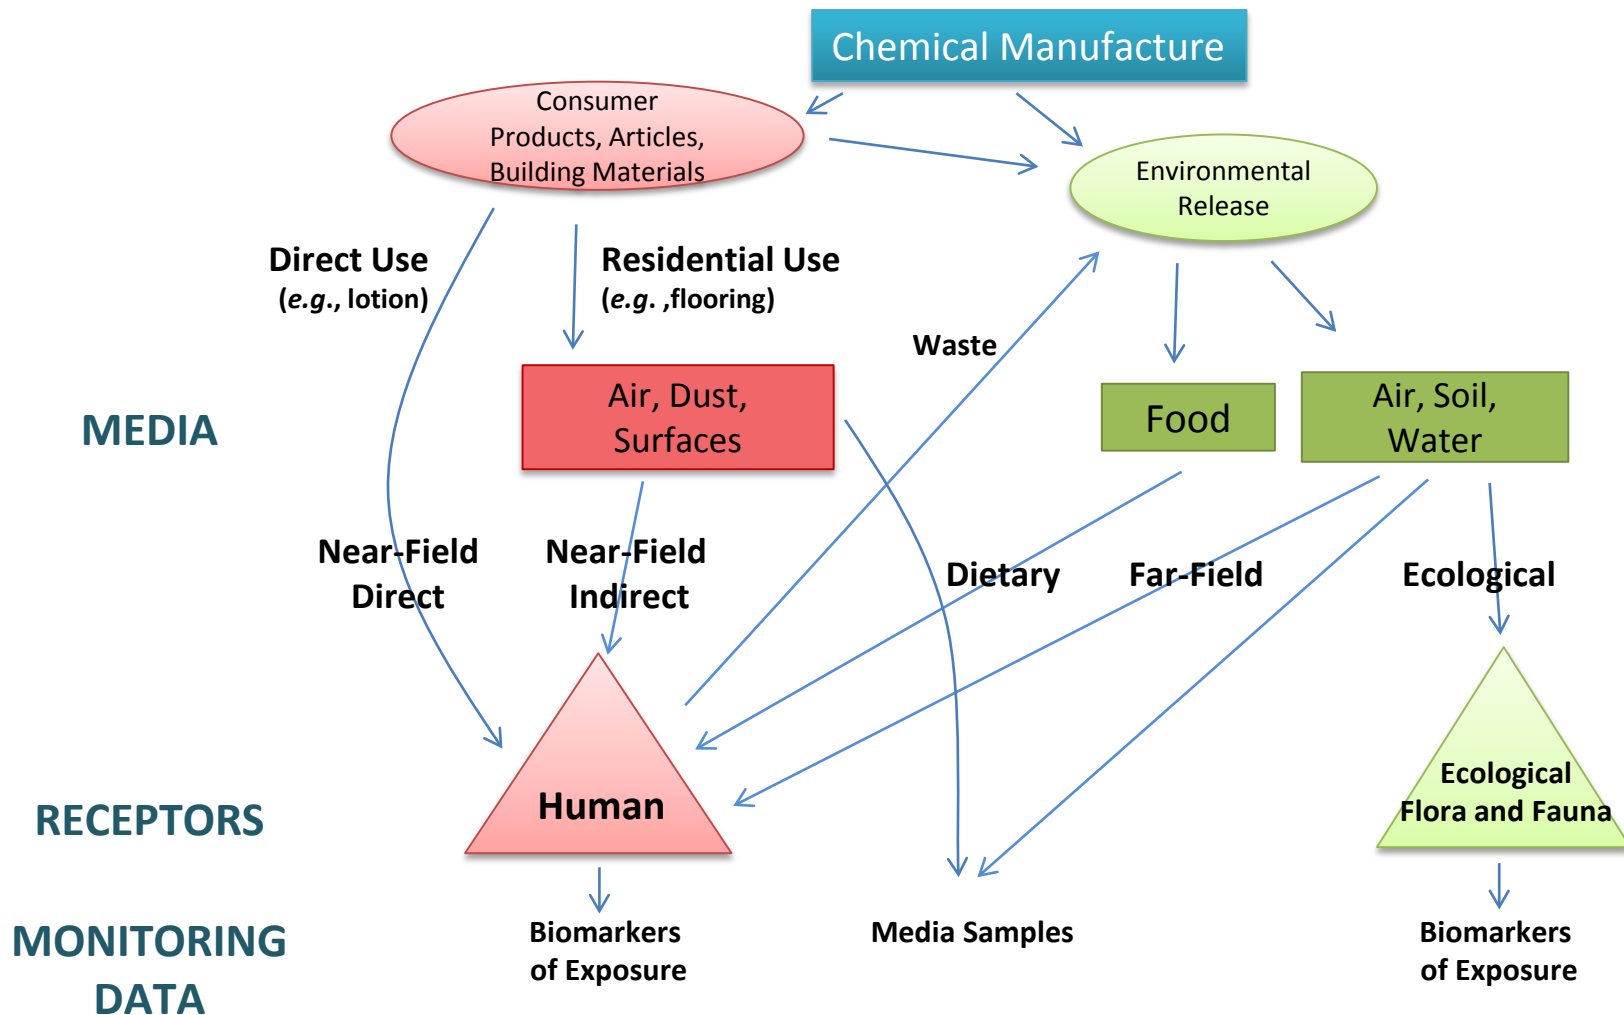 Chemical Manufacture
Consumer
Products, Articles,
Building Materials
Environmental
Release
Direct Use
(e.g., lotion)
Residential Use
(e.g. ,flooring)
Waste
MEDIA
Air, Dust,
Surfaces
Food
Air, Soil,
Water
Near-Field
Direct
Near-Field
Indirect
Dietary
Far-Field
Ecological
RECEPTORS
Human
Ecological
Flora and Fauna
MONITORING
DATA
Biomarkers
of Exposure
Media Samples
Biomarkers
of Exposure